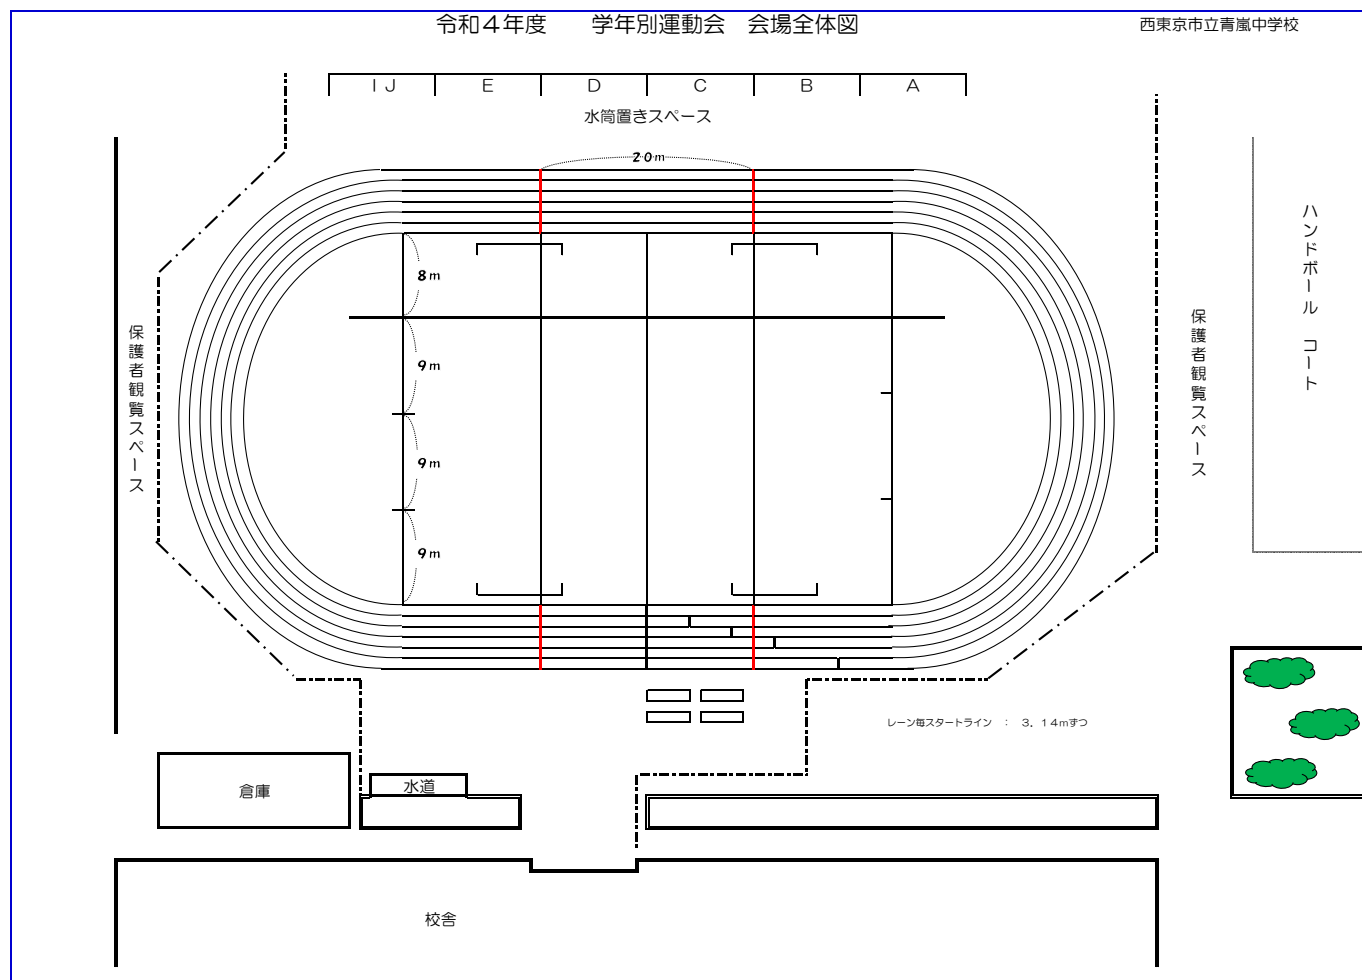 令和４年度　　学年別運動会　会場全体図
西東京市立青嵐中学校
ＩＪ　Ｅ　Ｄ　Ｃ　Ｂ　Ａ
水筒置きスペース
20m
8m
9m
9m
9m
保護者観覧スペース
保護者観覧スペース
ハンドボール　コート
レーン毎スタートライン　：　３．１４ｍずつ
倉庫
水道
校舎